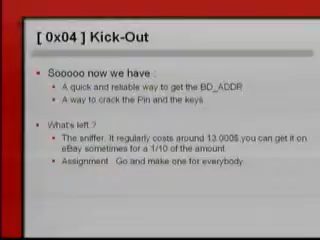 [ 0x04 ] Kick-Out
Sooooo now we have :
A quick and reliable way to get the BD_ADDR
A way to crack the Pin and the keys
What's left ?
The sniffer. It regularly costs around 13.000$ you can get it on
eBay sometimes for a 1/10 of the amount.
Assignment : Go and make one for everybody.